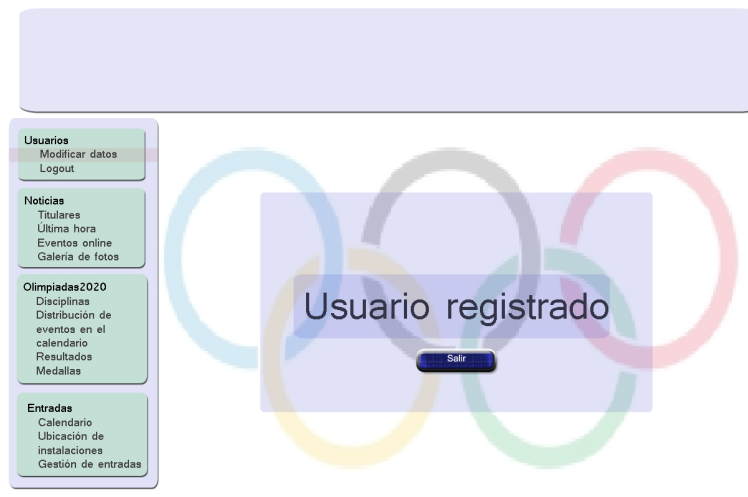 Usuarios
Modificar datos
Logout
Noticias
Titulares
Última hora
Eventos online
Galería de fotos
Olimpiadas2020
Disciplinas
Distribución de
eventos en el
calendario
Resultados
Medallas
Entradas
Calendario
Ubicación de
instalaciones
Gestión de entradas
Usuario registrado
Salir